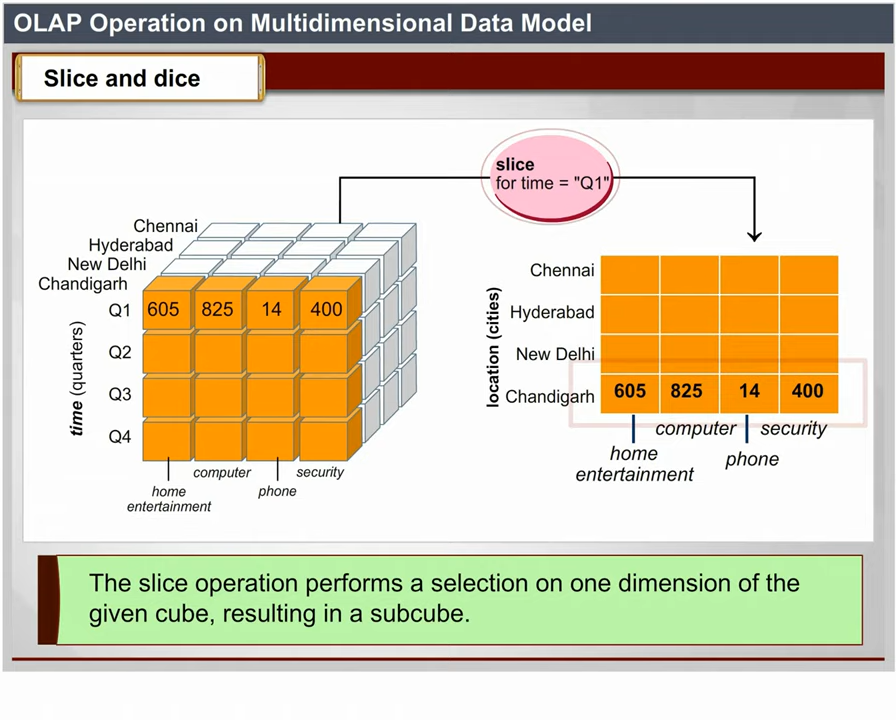 OLAP Operation on Multidimensional Data Model
Slice and dice
slice
for time = "Q1"
Chennai
Hyderabad
New Delhi
Chandigarh
time (quarters)
Q1 605 825 14 400
Q2
Q3
Q4
computer security
home phone
entertainment
location (cities)
Chennai
Hyderabad
New Delhi
Chandigarh 605 825 14 400
computer security
home phone
entertainment
The slice operation performs a selection on one dimension of the
given cube, resulting in a subcube.